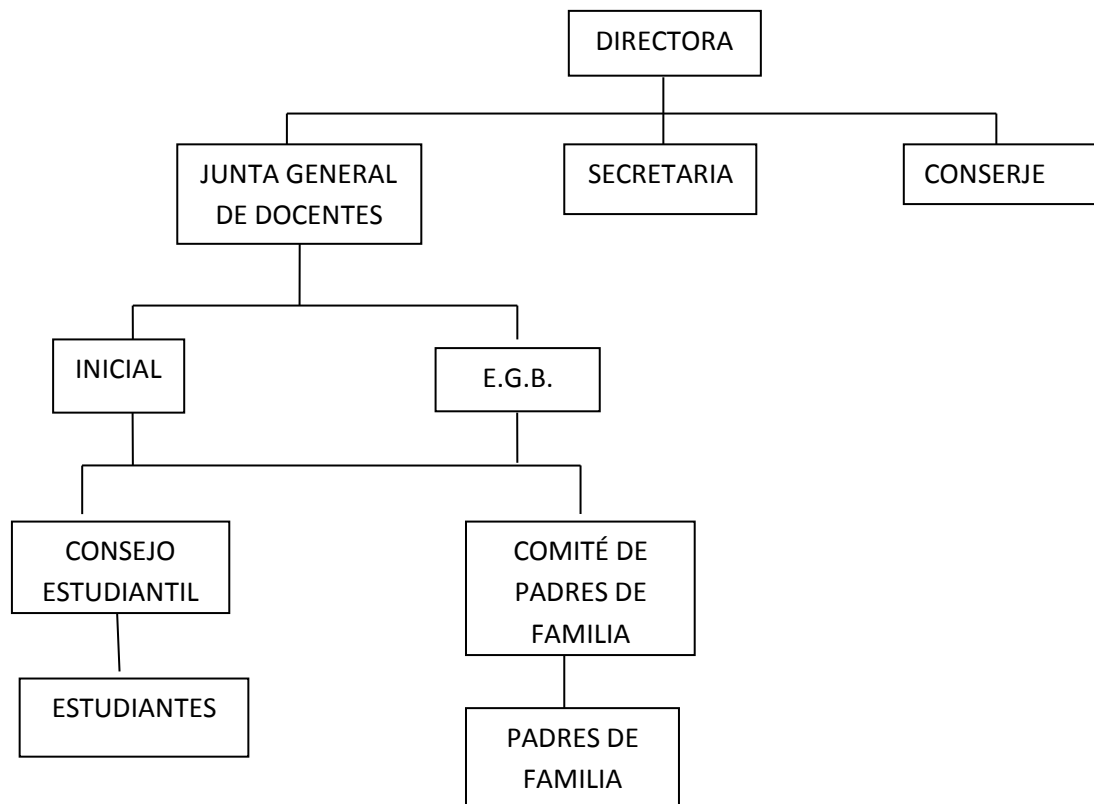 DIRECTORA
JUNTA GENERAL
DE DOCENTES
SECRETARIA
CONSERJE
INICIAL
E.G.B.
CONSEJO
ESTUDIANTIL
COMITÉ DE
PADRES DE
FAMILIA
ESTUDIANTES
PADRES DE
FAMILIA